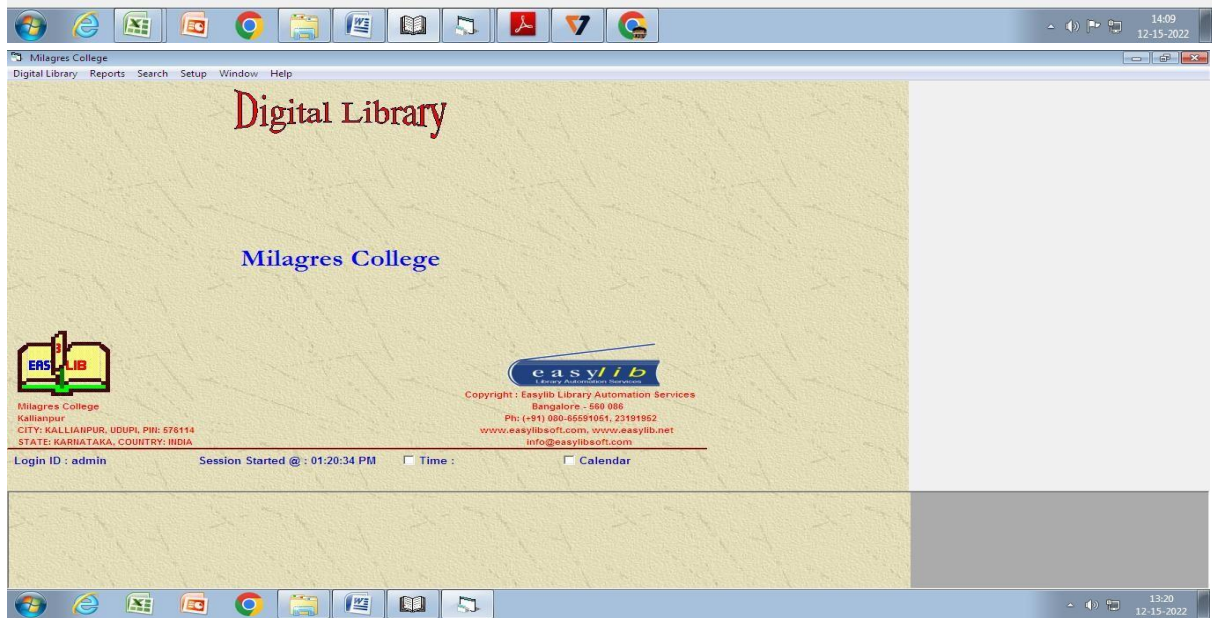 14:09
12-15-2022
Milagres College
Digital Library Reports Search Setup Window Help
Digital Library
Milagres College
EASY LIB
easylib
Library Automation Services
Copyright : Easylib Library Automation Services
Bangalore - 560 086
Ph: (+91) 080-65591051, 23191952
www.easylibsoft.com, www.easylib.net
info@easylibsoft.com
Milagres College
Kallianpur
CITY: KALLIANPUR, UDUPI, PIN: 576114
STATE: KARNATAKA, COUNTRY: INDIA
Login ID : admin Session Started @ : 01:20:34 PM Time : Calendar
13:20
12-15-2022